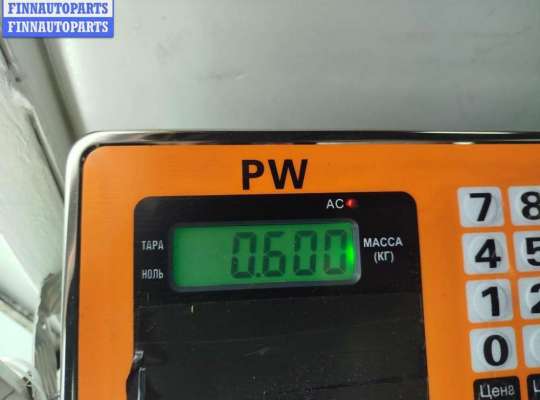 FINNAUTOPARTS
FINNAUTOPARTS
PW
AC
ТАРА
НОЛЬ
0.600
МАССА
(КГ)
7 8
4 5
1 2
0
Цена